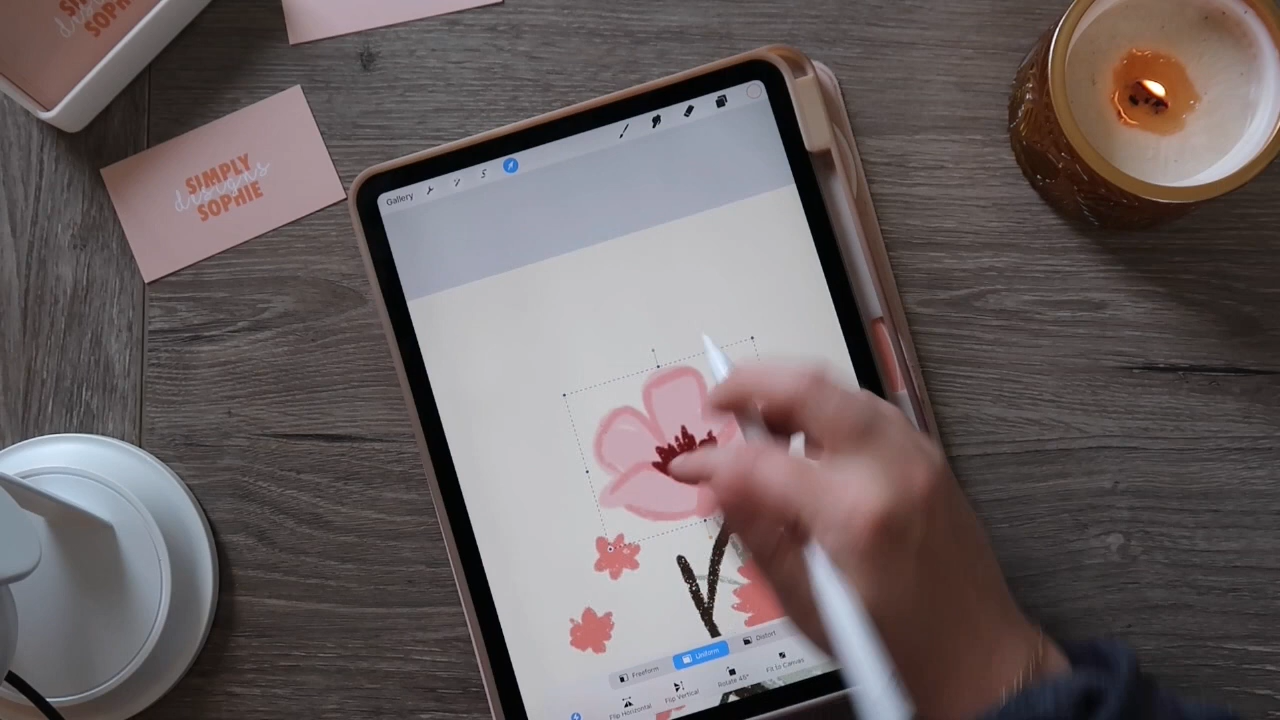 SIMPLY
designs
SOPHIE
Gallery
Freeform
Uniform
Distort
Flip Horizontal
Flip Vertical
Rotate 45°
Fit to Canvas